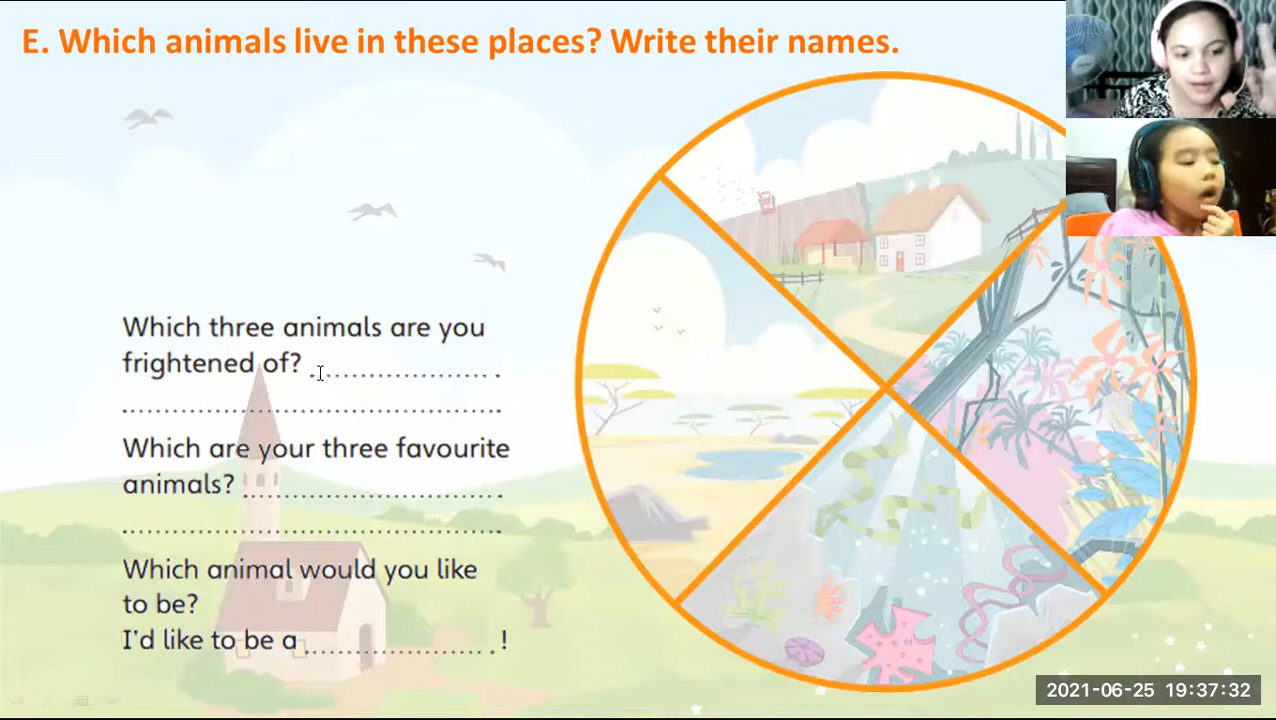 E. Which animals live in these places? Write their names.
Which three animals are you
frightened of? ........................ .
................................................
Which are your three favourite
animals? .................................
................................................
Which animal would you like
to be?
I'd like to be a ........................ . !
2021-06-25 19:37:32